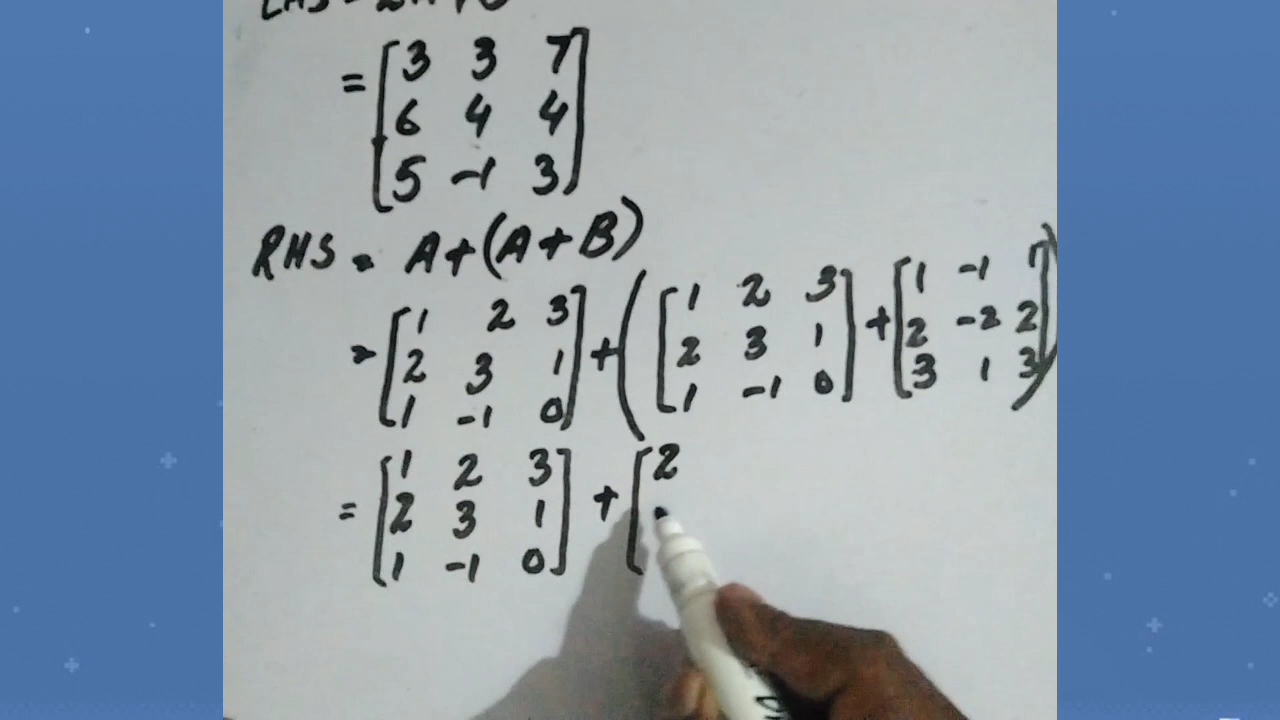 = [ 3 3 7
6 4 4
5 -1 3 ]
RHS = A+(A+B)
= [ 1 2 3 ] + ( [ 1 2 3 ] + [ 1 -1
2 3 1 2 3 1 2 -2 2
1 -1 0 1 -1 0 3 1 3 ] )
= [ 1 2 3 ] + [ 2
2 3 1
1 -1 0